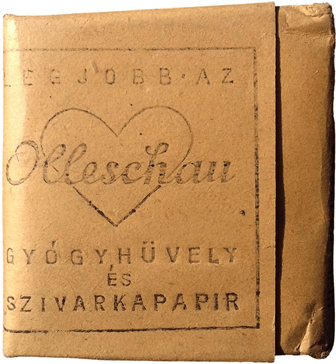 LEGJOBB·AZ
Olleschau
GYÓGYHÜVELY
ÉS
SZIVARKAPAPIR